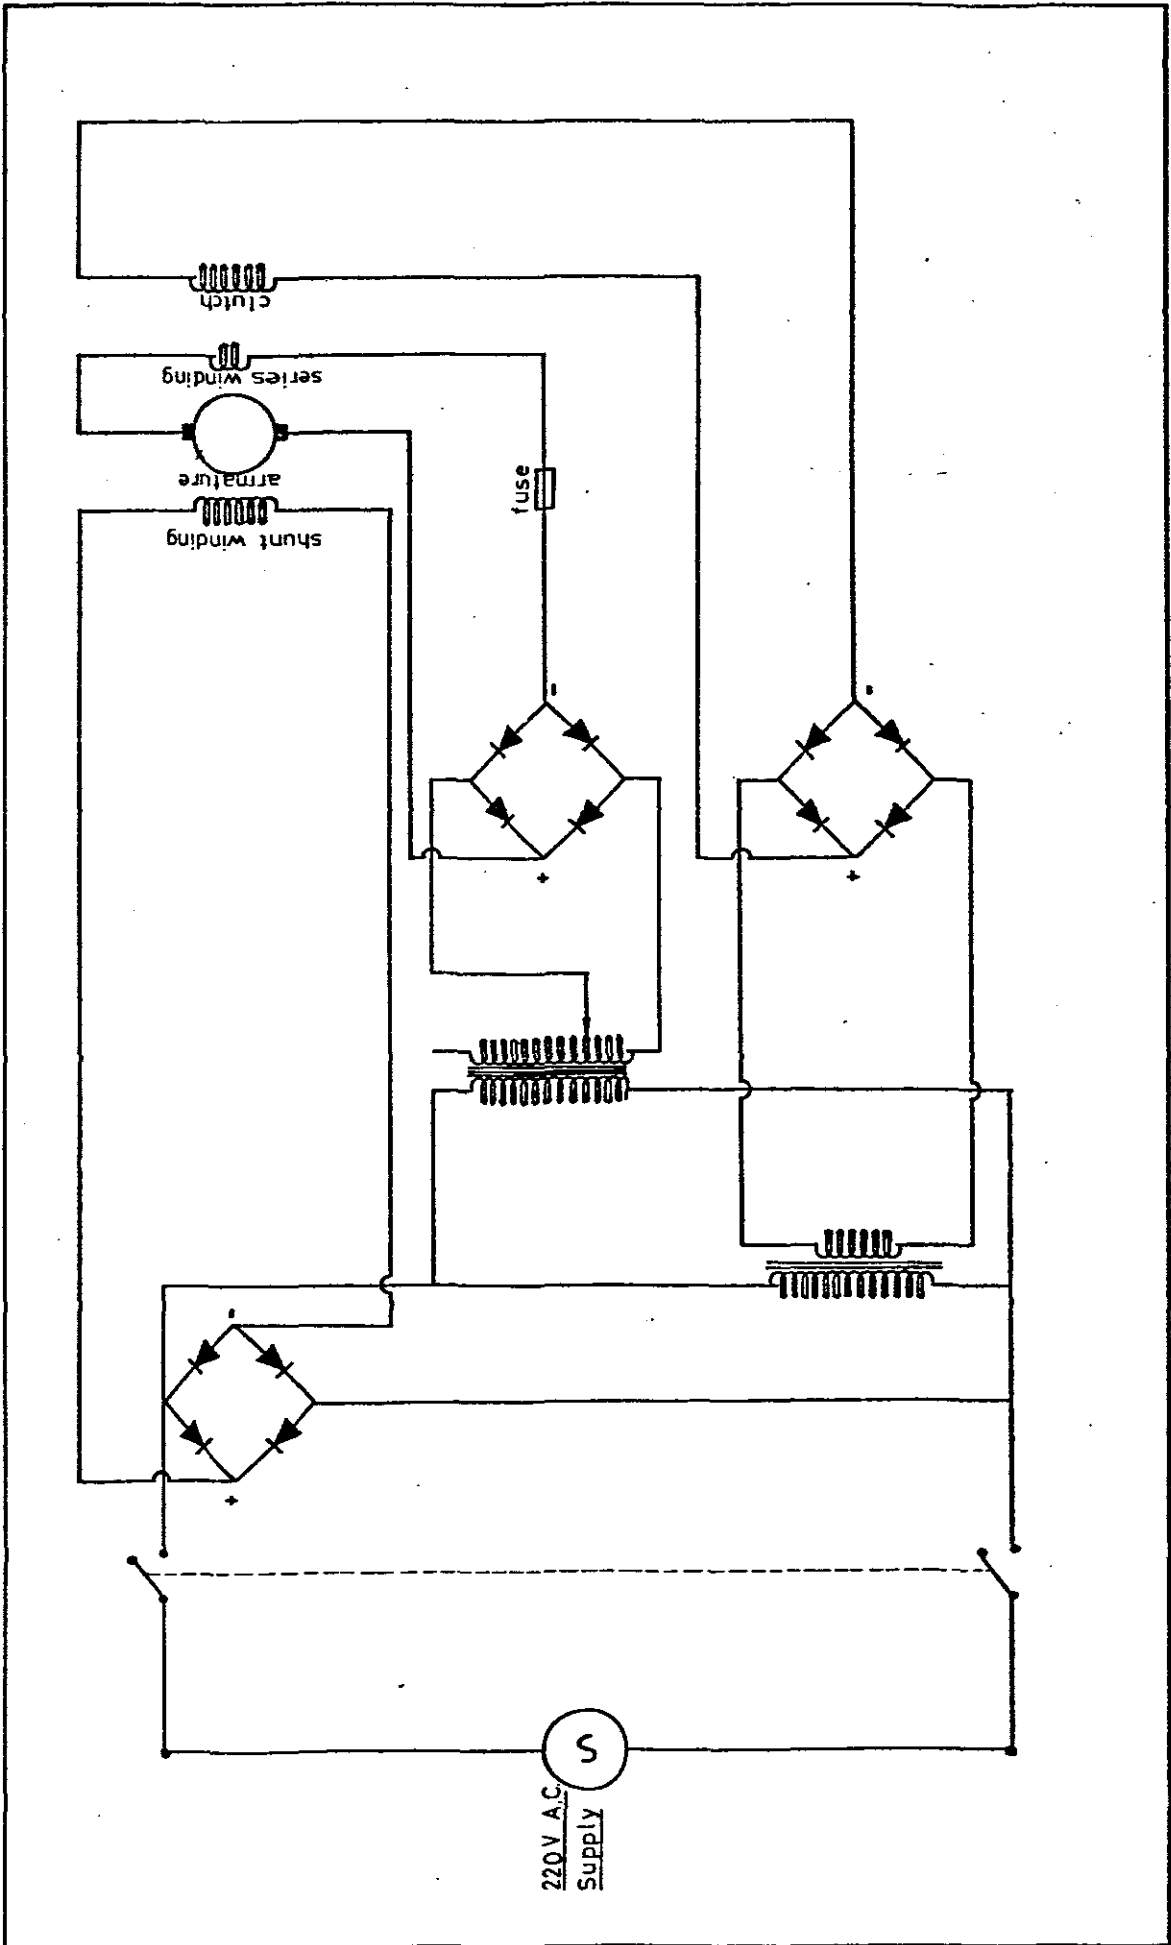 clutch
series winding
armature
shunt winding
fuse
-
-
+
+
-
+
S
220V A.C.
Supply